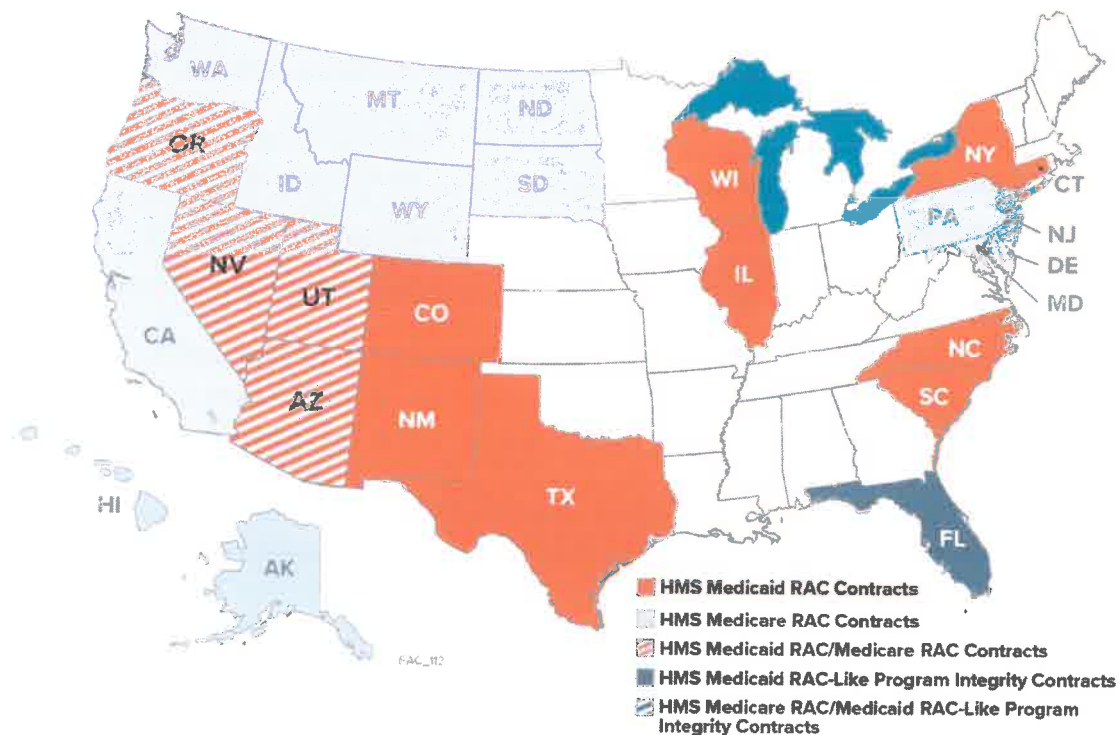 WA
MT
ND
OR
ID
SD
WY
WI
NY
CT
PA
NJ
DE
MD
NV
UT
CO
IL
CA
NC
AZ
NM
SC
TX
HI
AK
FL
HMS Medicaid RAC Contracts
HMS Medicare RAC Contracts
HMS Medicaid RAC/Medicare RAC Contracts
HMS Medicaid RAC-Like Program Integrity Contracts
HMS Medicare RAC/Medicaid RAC-Like Program
Integrity Contracts